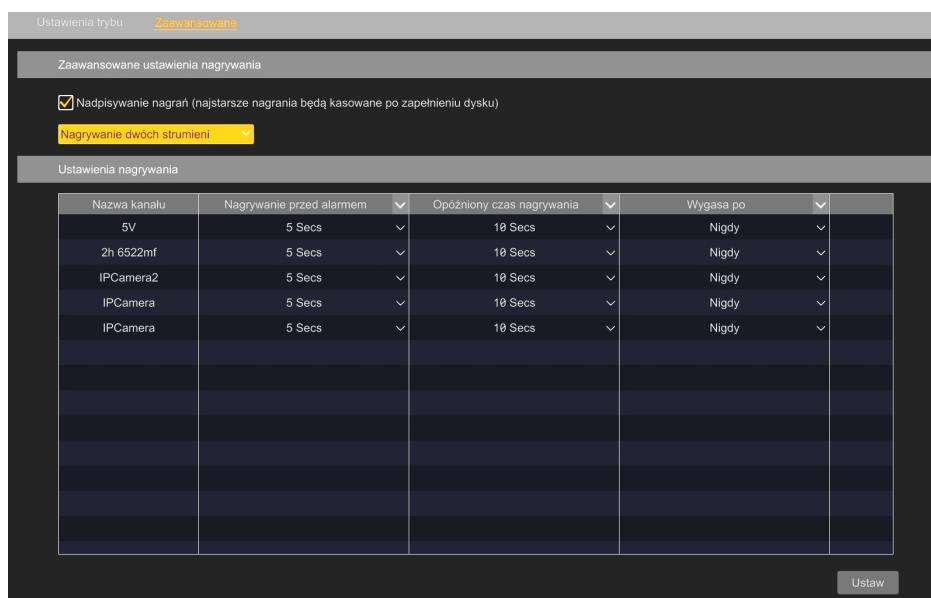 Ustawienia trybu Zaawansowane
Zaawansowane ustawienia nagrywania
Nadpisywanie nagrań (najstarsze nagrania będą kasowane po zapełnieniu dysku)
Nagrywanie dwóch strumieni
Ustawienia nagrywania
Nazwa kanału Nagrywanie przed alarmem Opóźniony czas nagrywania Wygasa po
5V 5 Secs 10 Secs Nigdy
2h 6522mf 5 Secs 10 Secs Nigdy
IPCamera2 5 Secs 10 Secs Nigdy
IPCamera 5 Secs 10 Secs Nigdy
IPCamera 5 Secs 10 Secs Nigdy
Ustaw